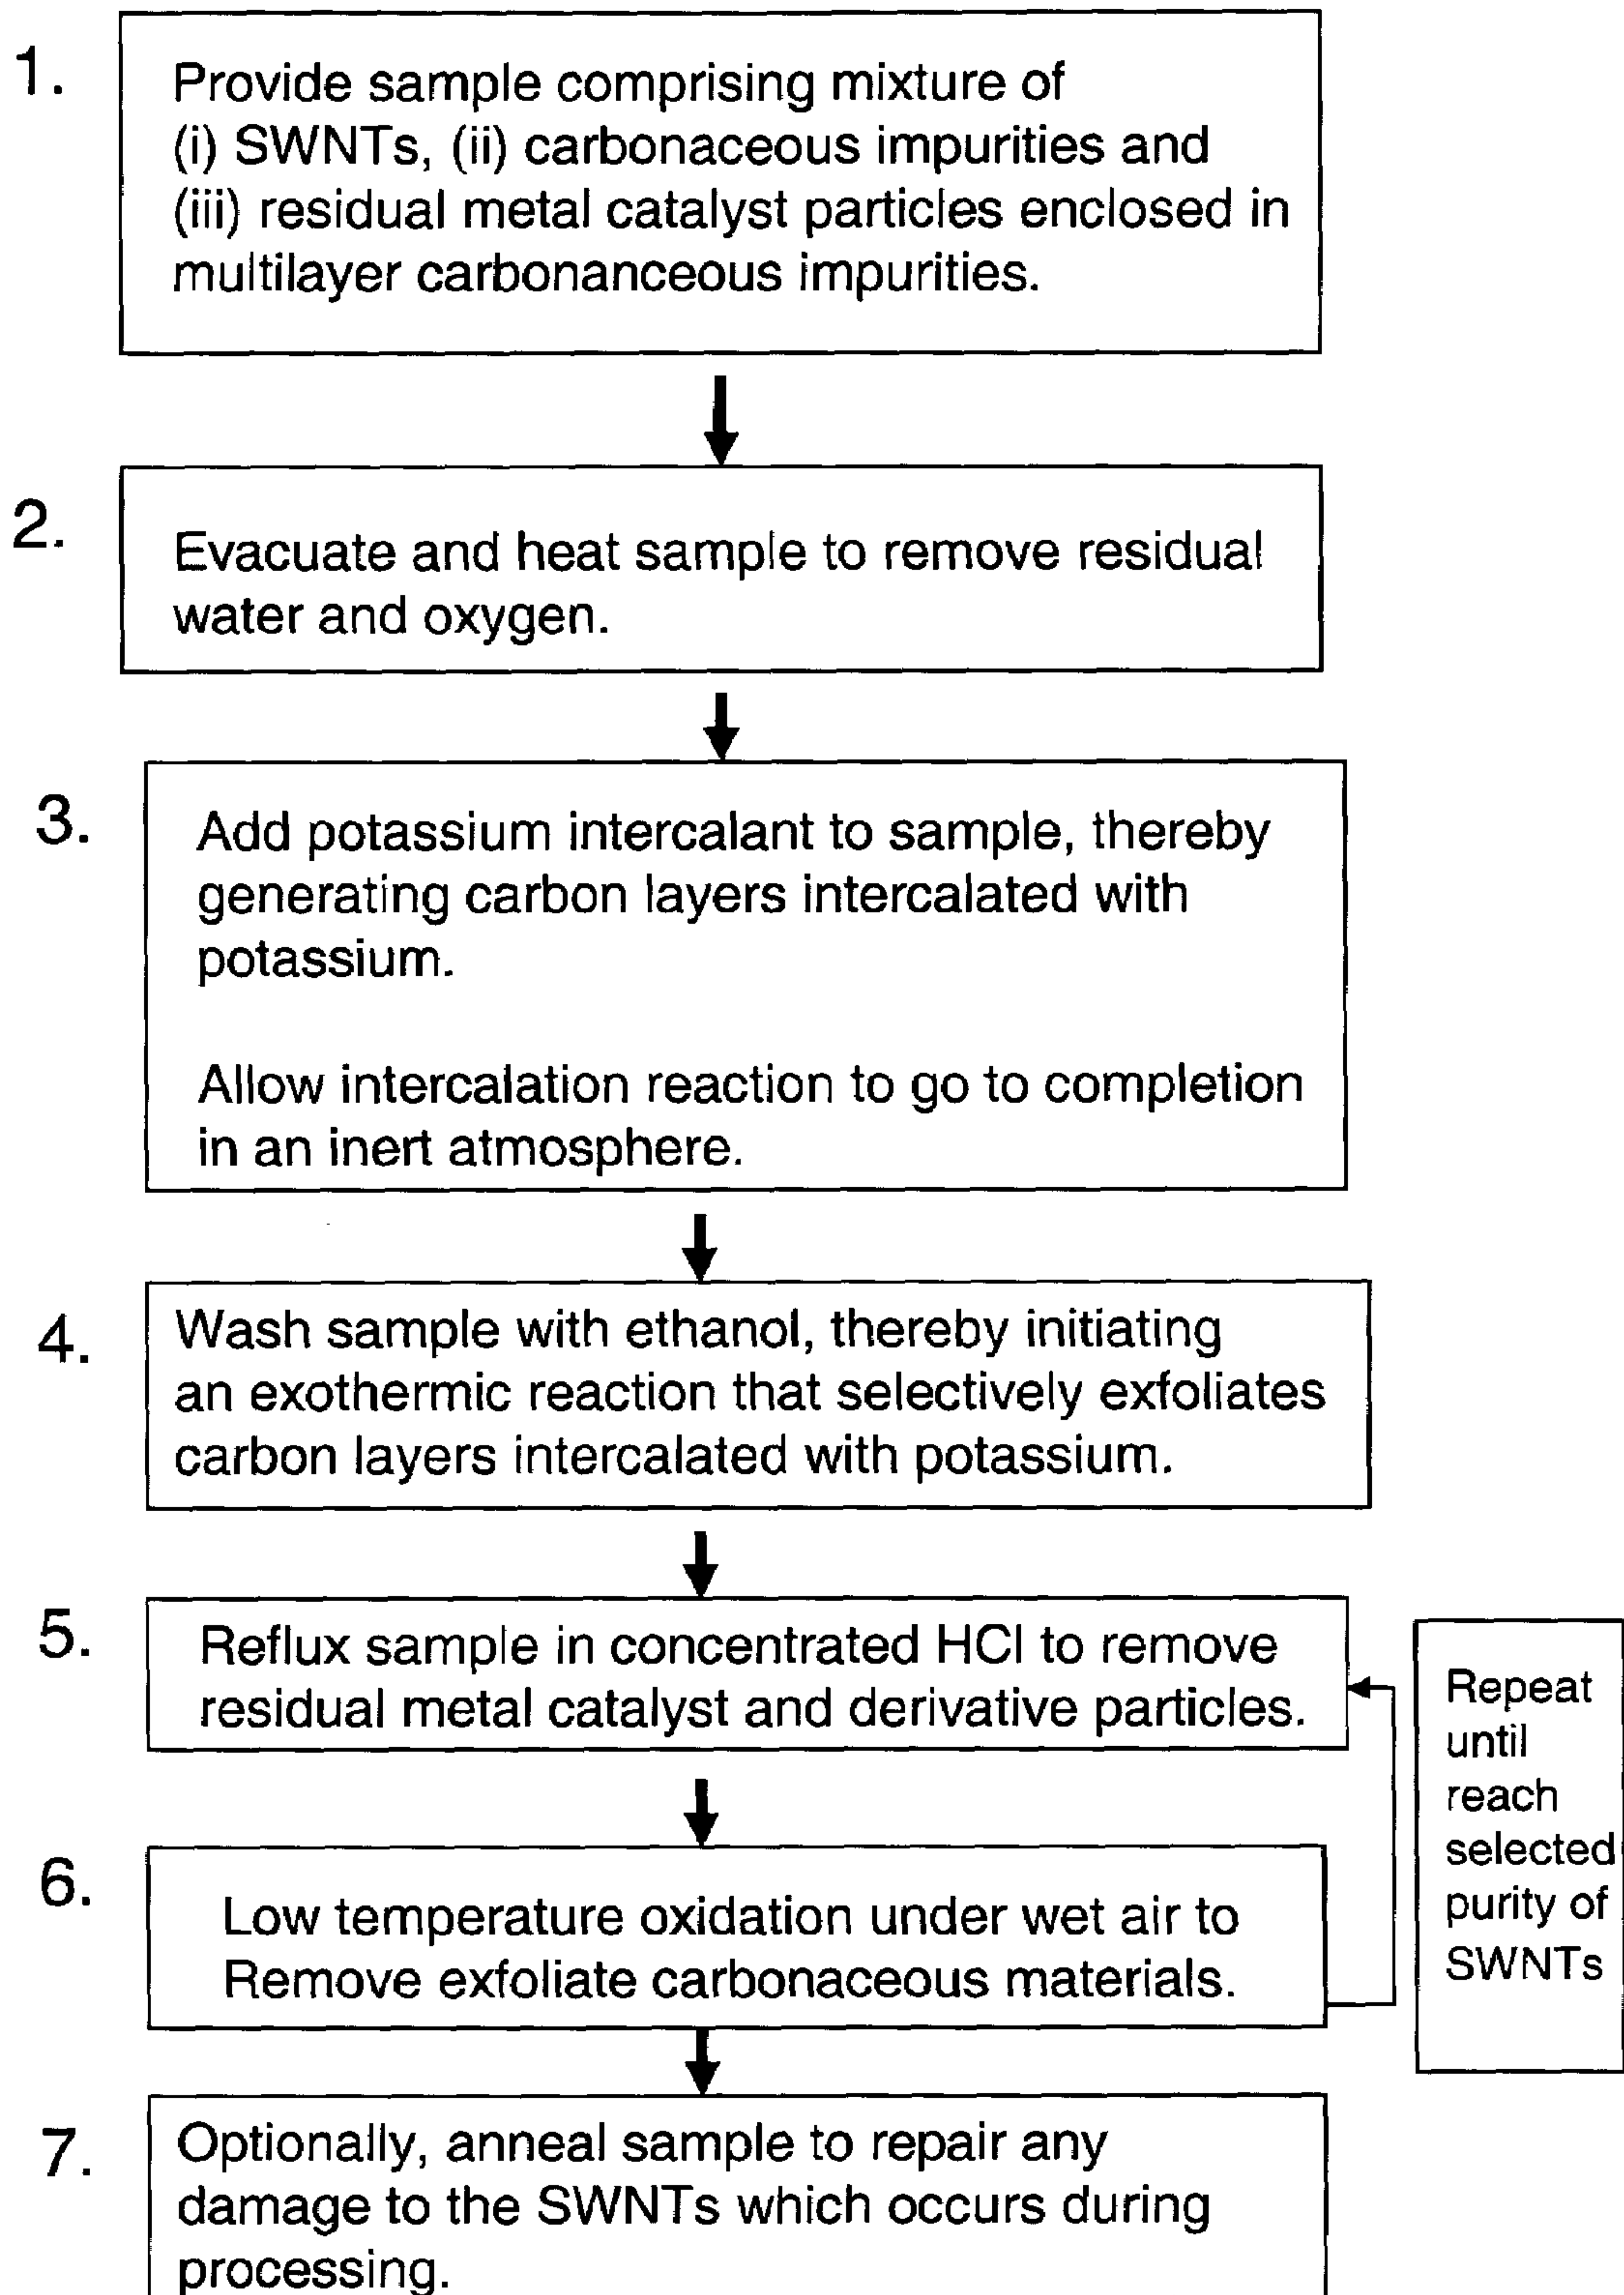 1.
Provide sample comprising mixture of
(i) SWNTs, (ii) carbonaceous impurities and
(iii) residual metal catalyst particles enclosed in
multilayer carbonanceous impurities.
2.
Evacuate and heat sample to remove residual
water and oxygen.
3.
Add potassium intercalant to sample, thereby
generating carbon layers intercalated with
potassium.
Allow intercalation reaction to go to completion
in an inert atmosphere.
4.
Wash sample with ethanol, thereby initiating
an exothermic reaction that selectively exfoliates
carbon layers intercalated with potassium.
5.
Reflux sample in concentrated HCl to remove
residual metal catalyst and derivative particles.
Repeat
until
reach
selected
purity of
SWNTs
6.
Low temperature oxidation under wet air to
Remove exfoliate carbonaceous materials.
7.
Optionally, anneal sample to repair any
damage to the SWNTs which occurs during
processing.